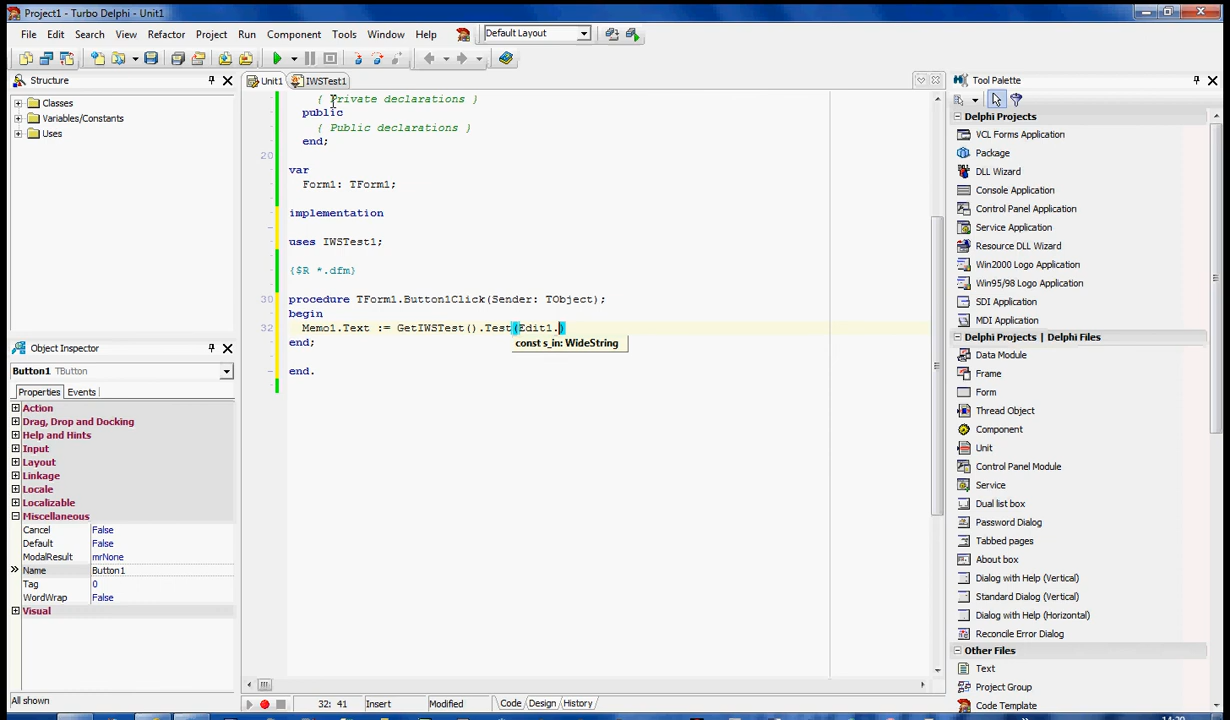 Project1 - Turbo Delphi - Unit1
File Edit Search View Refactor Project Run Component Tools Window Help Default Layout
Structure
Classes
Variables/Constants
Uses
Unit1 IWSTest1
{ Private declarations }
public
{ Public declarations }
end;
20
var
Form1: TForm1;
implementation
uses IWSTest1;
{$R *.dfm}
30 procedure TForm1.Button1Click(Sender: TObject);
begin
32 Memo1.Text := GetIWSTest().Test(Edit1.)
const s_in: WideString
end;
end.
Object Inspector
Button1 TButton
Properties Events
Action
Drag, Drop and Docking
Help and Hints
Input
Layout
Linkage
Locale
Localizable
Miscellaneous
Cancel False
Default False
ModalResult mrNone
Name Button1
Tag 0
WordWrap False
Visual
All shown
32: 41 Insert Modified Code Design History
Tool Palette
Delphi Projects
VCL Forms Application
Package
DLL Wizard
Console Application
Control Panel Application
Service Application
Resource DLL Wizard
Win2000 Logo Application
Win95/98 Logo Application
SDI Application
MDI Application
Delphi Projects | Delphi Files
Data Module
Frame
Form
Thread Object
Component
Unit
Control Panel Module
Service
Dual list box
Password Dialog
Tabbed pages
About box
Dialog with Help (Vertical)
Standard Dialog (Vertical)
Dialog with Help (Horizontal)
Reconcile Error Dialog
Other Files
Text
Project Group
Code Template